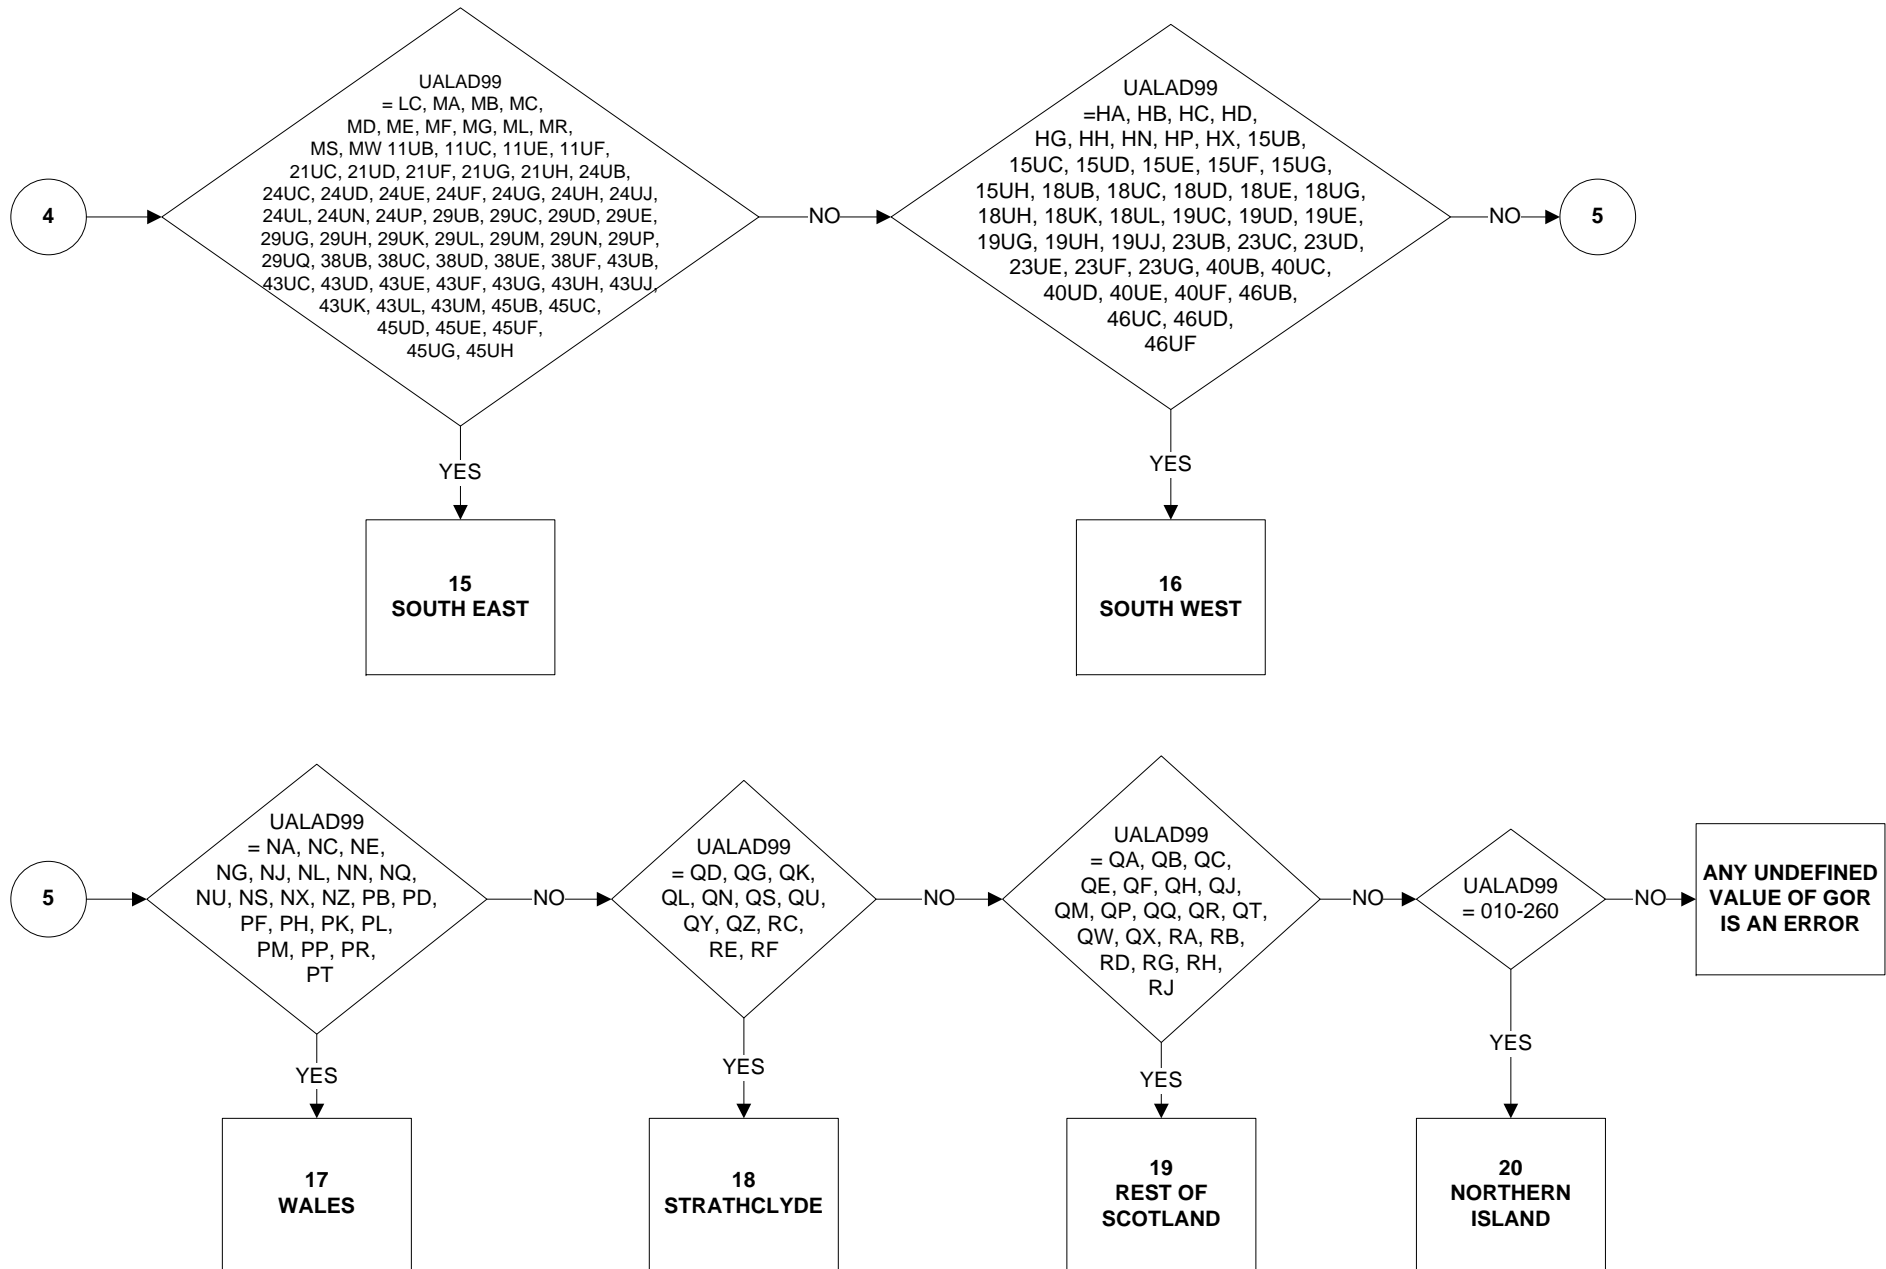 4
UALAD99
= LC, MA, MB, MC,
MD, ME, MF, MG, ML, MR,
MS, MW 11UB, 11UC, 11UE, 11UF,
21UC, 21UD, 21UF, 21UG, 21UH, 24UB,
24UC, 24UD, 24UE, 24UF, 24UG, 24UH, 24UJ,
24UL, 24UN, 24UP, 29UB, 29UC, 29UD, 29UE,
29UG, 29UH, 29UK, 29UL, 29UM, 29UN, 29UP,
29UQ, 38UB, 38UC, 38UD, 38UE, 38UF, 43UB,
43UC, 43UD, 43UE, 43UF, 43UG, 43UH, 43UJ,
43UK, 43UL, 43UM, 45UB, 45UC,
45UD, 45UE, 45UF,
45UG, 45UH
NO
UALAD99
=HA, HB, HC, HD,
HG, HH, HN, HP, HX, 15UB,
15UC, 15UD, 15UE, 15UF, 15UG,
15UH, 18UB, 18UC, 18UD, 18UE, 18UG,
18UH, 18UK, 18UL, 19UC, 19UD, 19UE,
19UG, 19UH, 19UJ, 23UB, 23UC, 23UD,
23UE, 23UF, 23UG, 40UB, 40UC,
40UD, 40UE, 40UF, 46UB,
46UC, 46UD,
46UF
NO
5
YES
YES
15
SOUTH EAST
16
SOUTH WEST
5
UALAD99
= NA, NC, NE,
NG, NJ, NL, NN, NQ,
NU, NS, NX, NZ, PB, PD,
PF, PH, PK, PL,
PM, PP, PR,
PT
NO
UALAD99
= QD, QG, QK,
QL, QN, QS, QU,
QY, QZ, RC,
RE, RF
NO
UALAD99
= QA, QB, QC,
QE, QF, QH, QJ,
QM, QP, QQ, QR, QT,
QW, QX, RA, RB,
RD, RG, RH,
RJ
NO
UALAD99
= 010-260
NO
ANY UNDEFINED
VALUE OF GOR
IS AN ERROR
YES
YES
YES
YES
17
WALES
18
STRATHCLYDE
19
REST OF
SCOTLAND
20
NORTHERN
ISLAND